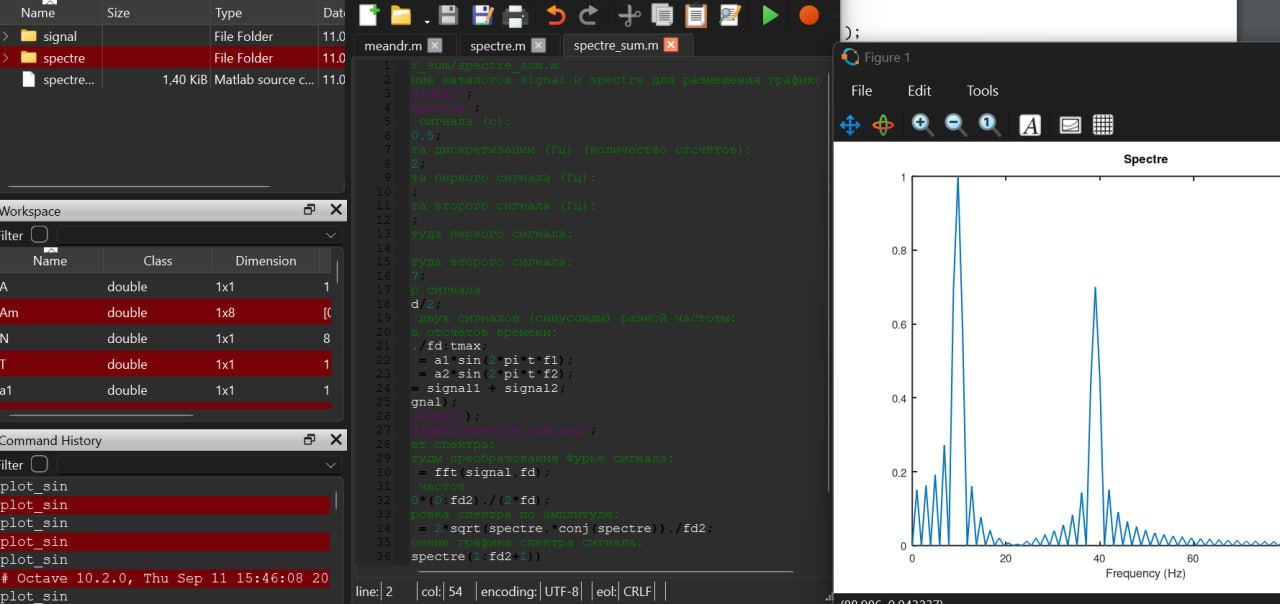 Name Size Type Date
signal File Folder 11.0
spectre File Folder 11.0
spectre... 1,40 KiB Matlab source c... 11.0
Workspace
Filter
Name Class Dimension
A double 1x1 1
Am double 1x8 [0
N double 1x1 8
T double 1x1 1
a1 double 1x1 1
Command History
Filter
plot_sin
plot_sin
plot_sin
plot_sin
plot_sin
# Octave 10.2.0, Thu Sep 11 15:46:08 20
plot_sin
meandr.m spectre.m spectre_sum.m
1 r_sum/spectre_sum.m
2 ние каталогов signal и spectre для размещения графико
3 signal';
4 spectre';
5 сигнала (с):
6 0.5;
7 та дискретизации (Гц) (количество отсчётов):
8 2;
9 та первого сигнала (Гц):
10 ;
11 та второго сигнала (Гц):
12 ;
13 туда первого сигнала:
14
15 туда второго сигнала:
16 7;
17 р сигнала
18 d/2;
19 двух сигналов (синусоиды) разной частоты:
20 в отсчётов времени:
21 ./fd:tmax;
22 = a1*sin(2*pi*t*f1);
23 = a2*sin(2*pi*t*f2);
24 = signal1 + signal2;
25 gnal);
26 Signal');
27 signal/spectre_sum.png';
28 ет спектра:
29 туды преобразования Фурье сигнала:
30 = fft(signal,fd);
31 частот
32 0*(0:fd2)./(2*fd);
33 ровка спектра по амплитуде:
34 = 2*sqrt(spectre.*conj(spectre))./fd2;
35 оение графика спектра сигнала:
36 spectre(1:fd2+1))
line: 2 col: 54 encoding: UTF-8 eol: CRLF
);
Figure 1
File Edit Tools
Spectre
1
0.8
0.6
0.4
0.2
0
0 20 40 60
Frequency (Hz)